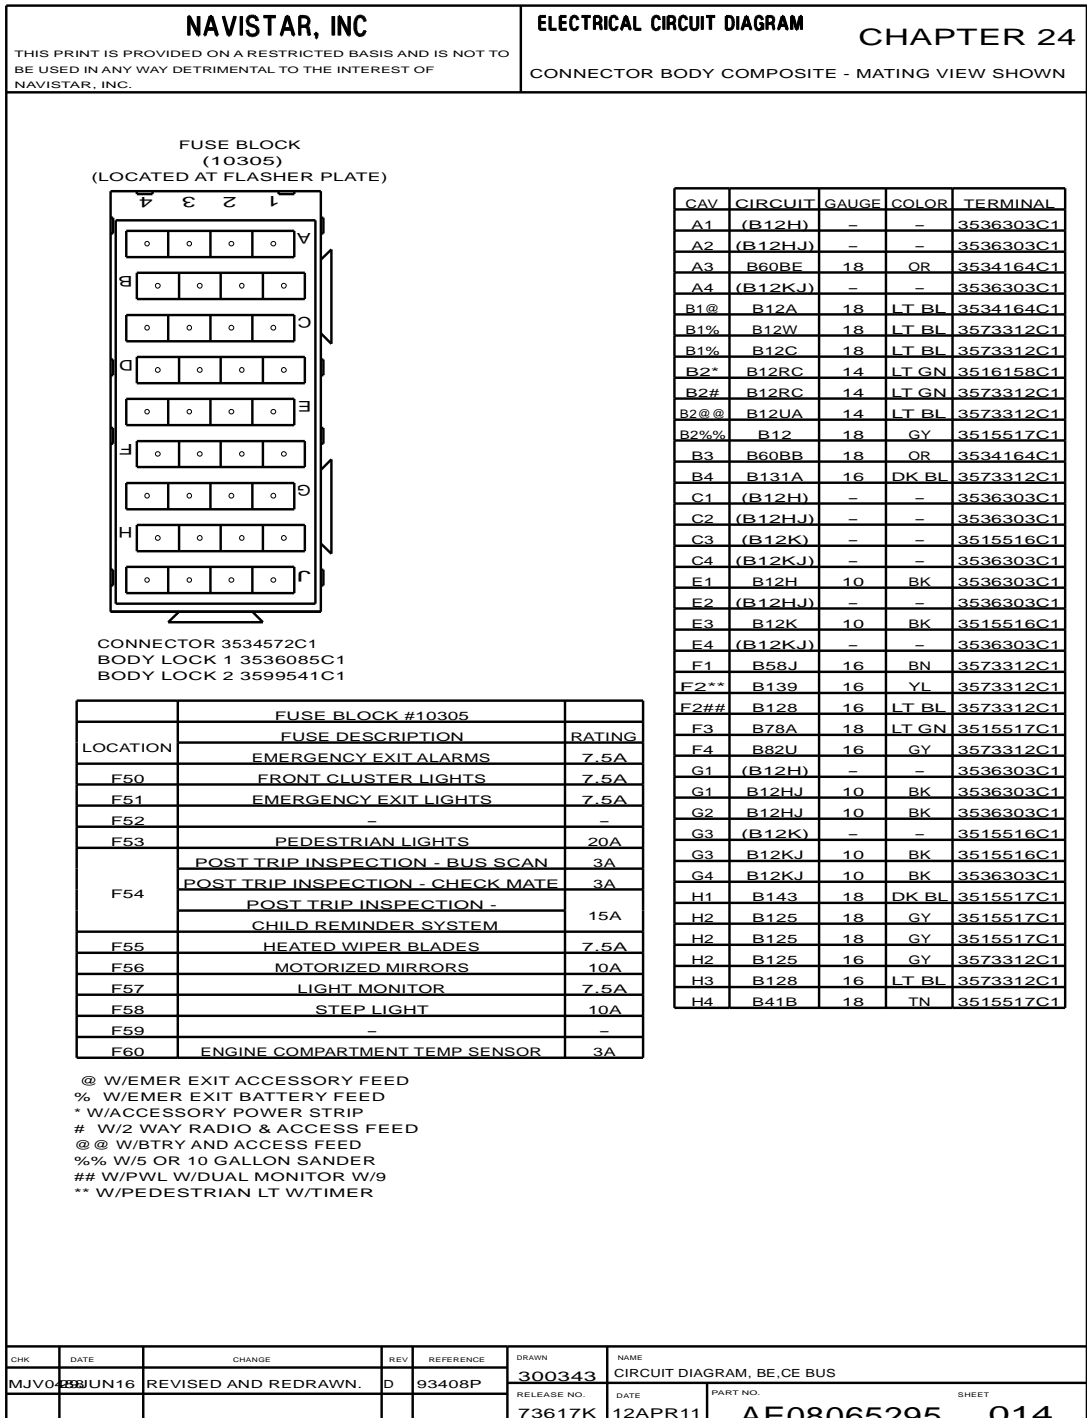 NAVISTAR, INC
THIS PRINT IS PROVIDED ON A RESTRICTED BASIS AND IS NOT TO
BE USED IN ANY WAY DETRIMENTAL TO THE INTEREST OF
NAVISTAR, INC.
ELECTRICAL CIRCUIT DIAGRAM
CHAPTER 24
CONNECTOR BODY COMPOSITE - MATING VIEW SHOWN
FUSE BLOCK
(10305)
(LOCATED AT FLASHER PLATE)
4 3 2 1
A
B
C
D
E
F
G
H
J
CONNECTOR 3534572C1
BODY LOCK 1 3536085C1
BODY LOCK 2 3599541C1
FUSE BLOCK #10305
LOCATION FUSE DESCRIPTION RATING
EMERGENCY EXIT ALARMS 7.5A
F50 FRONT CLUSTER LIGHTS 7.5A
F51 EMERGENCY EXIT LIGHTS 7.5A
F52 – –
F53 PEDESTRIAN LIGHTS 20A
F54 POST TRIP INSPECTION - BUS SCAN 3A
POST TRIP INSPECTION - CHECK MATE 3A
POST TRIP INSPECTION -
CHILD REMINDER SYSTEM 15A
F55 HEATED WIPER BLADES 7.5A
F56 MOTORIZED MIRRORS 10A
F57 LIGHT MONITOR 7.5A
F58 STEP LIGHT 10A
F59 – –
F60 ENGINE COMPARTMENT TEMP SENSOR 3A
@ W/EMER EXIT ACCESSORY FEED
% W/EMER EXIT BATTERY FEED
* W/ACCESSORY POWER STRIP
# W/2 WAY RADIO & ACCESS FEED
@@ W/BTRY AND ACCESS FEED
%% W/5 OR 10 GALLON SANDER
## W/PWL W/DUAL MONITOR W/9
** W/PEDESTRIAN LT W/TIMER
CAV CIRCUIT GAUGE COLOR TERMINAL
A1 (B12H) – – 3536303C1
A2 (B12HJ) – – 3536303C1
A3 B60BE 18 OR 3534164C1
A4 (B12KJ) – – 3536303C1
B1@ B12A 18 LT BL 3534164C1
B1% B12W 18 LT BL 3573312C1
B1% B12C 18 LT BL 3573312C1
B2* B12RC 14 LT GN 3516158C1
B2# B12RC 14 LT GN 3573312C1
B2@@ B12UA 14 LT BL 3573312C1
B2%% B12 18 GY 3515517C1
B3 B60BB 18 OR 3534164C1
B4 B131A 16 DK BL 3573312C1
C1 (B12H) – – 3536303C1
C2 (B12HJ) – – 3536303C1
C3 (B12K) – – 3515516C1
C4 (B12KJ) – – 3536303C1
E1 B12H 10 BK 3536303C1
E2 (B12HJ) – – 3536303C1
E3 B12K 10 BK 3515516C1
E4 (B12KJ) – – 3536303C1
F1 B58J 16 BN 3573312C1
F2** B139 16 YL 3573312C1
F2## B128 16 LT BL 3573312C1
F3 B78A 18 LT GN 3515517C1
F4 B82U 16 GY 3573312C1
G1 (B12H) – – 3536303C1
G1 B12HJ 10 BK 3536303C1
G2 B12HJ 10 BK 3536303C1
G3 (B12K) – – 3515516C1
G3 B12KJ 10 BK 3515516C1
G4 B12KJ 10 BK 3536303C1
H1 B143 18 DK BL 3515517C1
H2 B125 18 GY 3515517C1
H2 B125 18 GY 3515517C1
H2 B125 16 GY 3573312C1
H3 B128 16 LT BL 3573312C1
H4 B41B 18 TN 3515517C1
CHK DATE CHANGE REV REFERENCE
REVISED AND REDRAWN. D 93408P
DRAWN
300343
NAME
CIRCUIT DIAGRAM, BE,CE BUS
RELEASE NO.
73617K
DATE
12APR11
PART NO.
AE08065295
SHEET
014